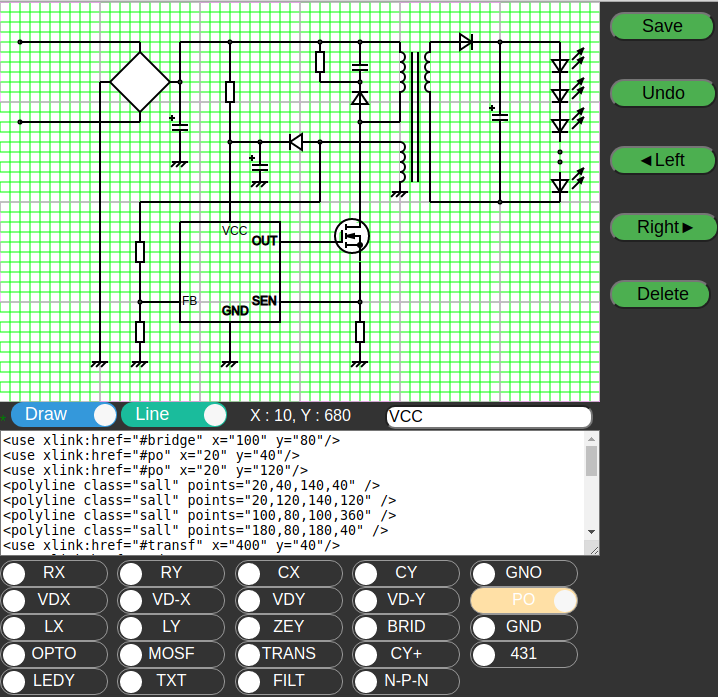 Save
Undo
◄Left
Right►
Delete
+
+
+
VCC
OUT
FB
SEN
GND
* Draw Line X : 10, Y : 680 VCC
<use xlink:href="#bridge" x="100" y="80"/>
<use xlink:href="#po" x="20" y="40"/>
<use xlink:href="#po" x="20" y="120"/>
<polyline class="sall" points="20,40,140,40" />
<polyline class="sall" points="20,120,140,120" />
<polyline class="sall" points="100,80,100,360" />
<polyline class="sall" points="180,80,180,40" />
<use xlink:href="#transf" x="400" y="40"/>
RX RY CX CY GNO
VDX VD-X VDY VD-Y PO
LX LY ZEY BRID GND
OPTO MOSF TRANS CY+ 431
LEDY TXT FILT N-P-N